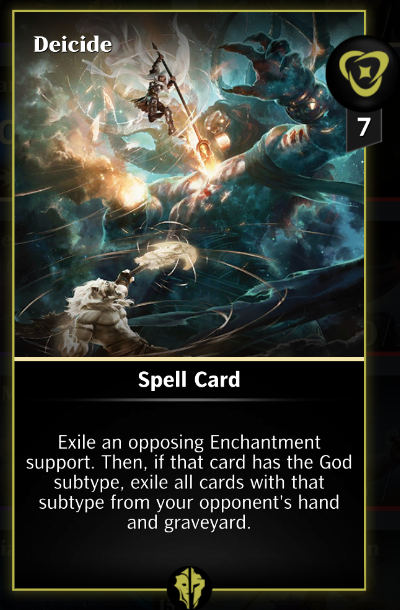 Deicide
7
Spell Card
Exile an opposing Enchantment
support. Then, if that card has the God
subtype, exile all cards with that
subtype from your opponent's hand
and graveyard.